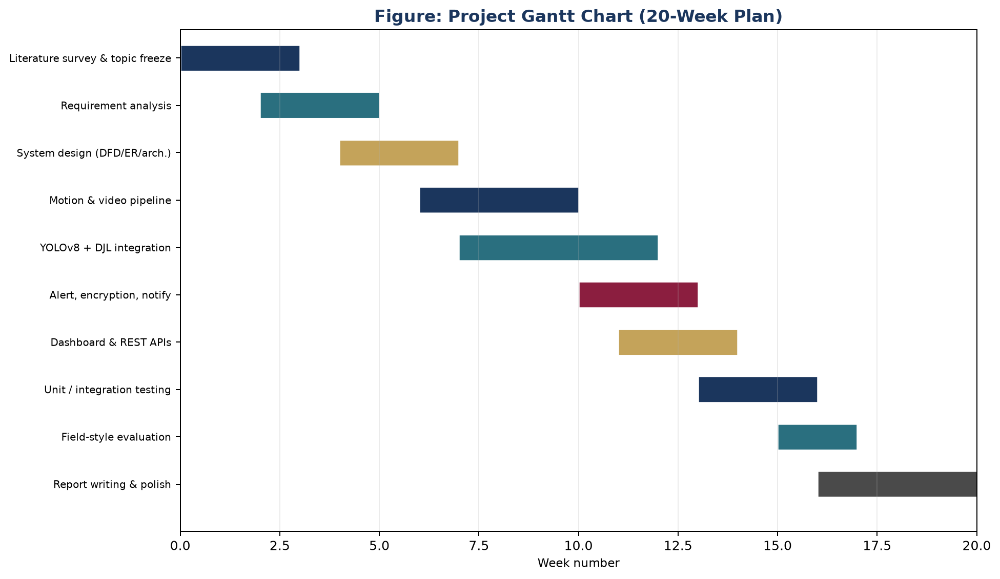 Figure: Project Gantt Chart (20-Week Plan)
Literature survey & topic freeze
Requirement analysis
System design (DFD/ER/arch.)
Motion & video pipeline
YOLOv8 + DJL integration
Alert, encryption, notify
Dashboard & REST APIs
Unit / integration testing
Field-style evaluation
Report writing & polish
0.0 2.5 5.0 7.5 10.0 12.5 15.0 17.5 20.0
Week number